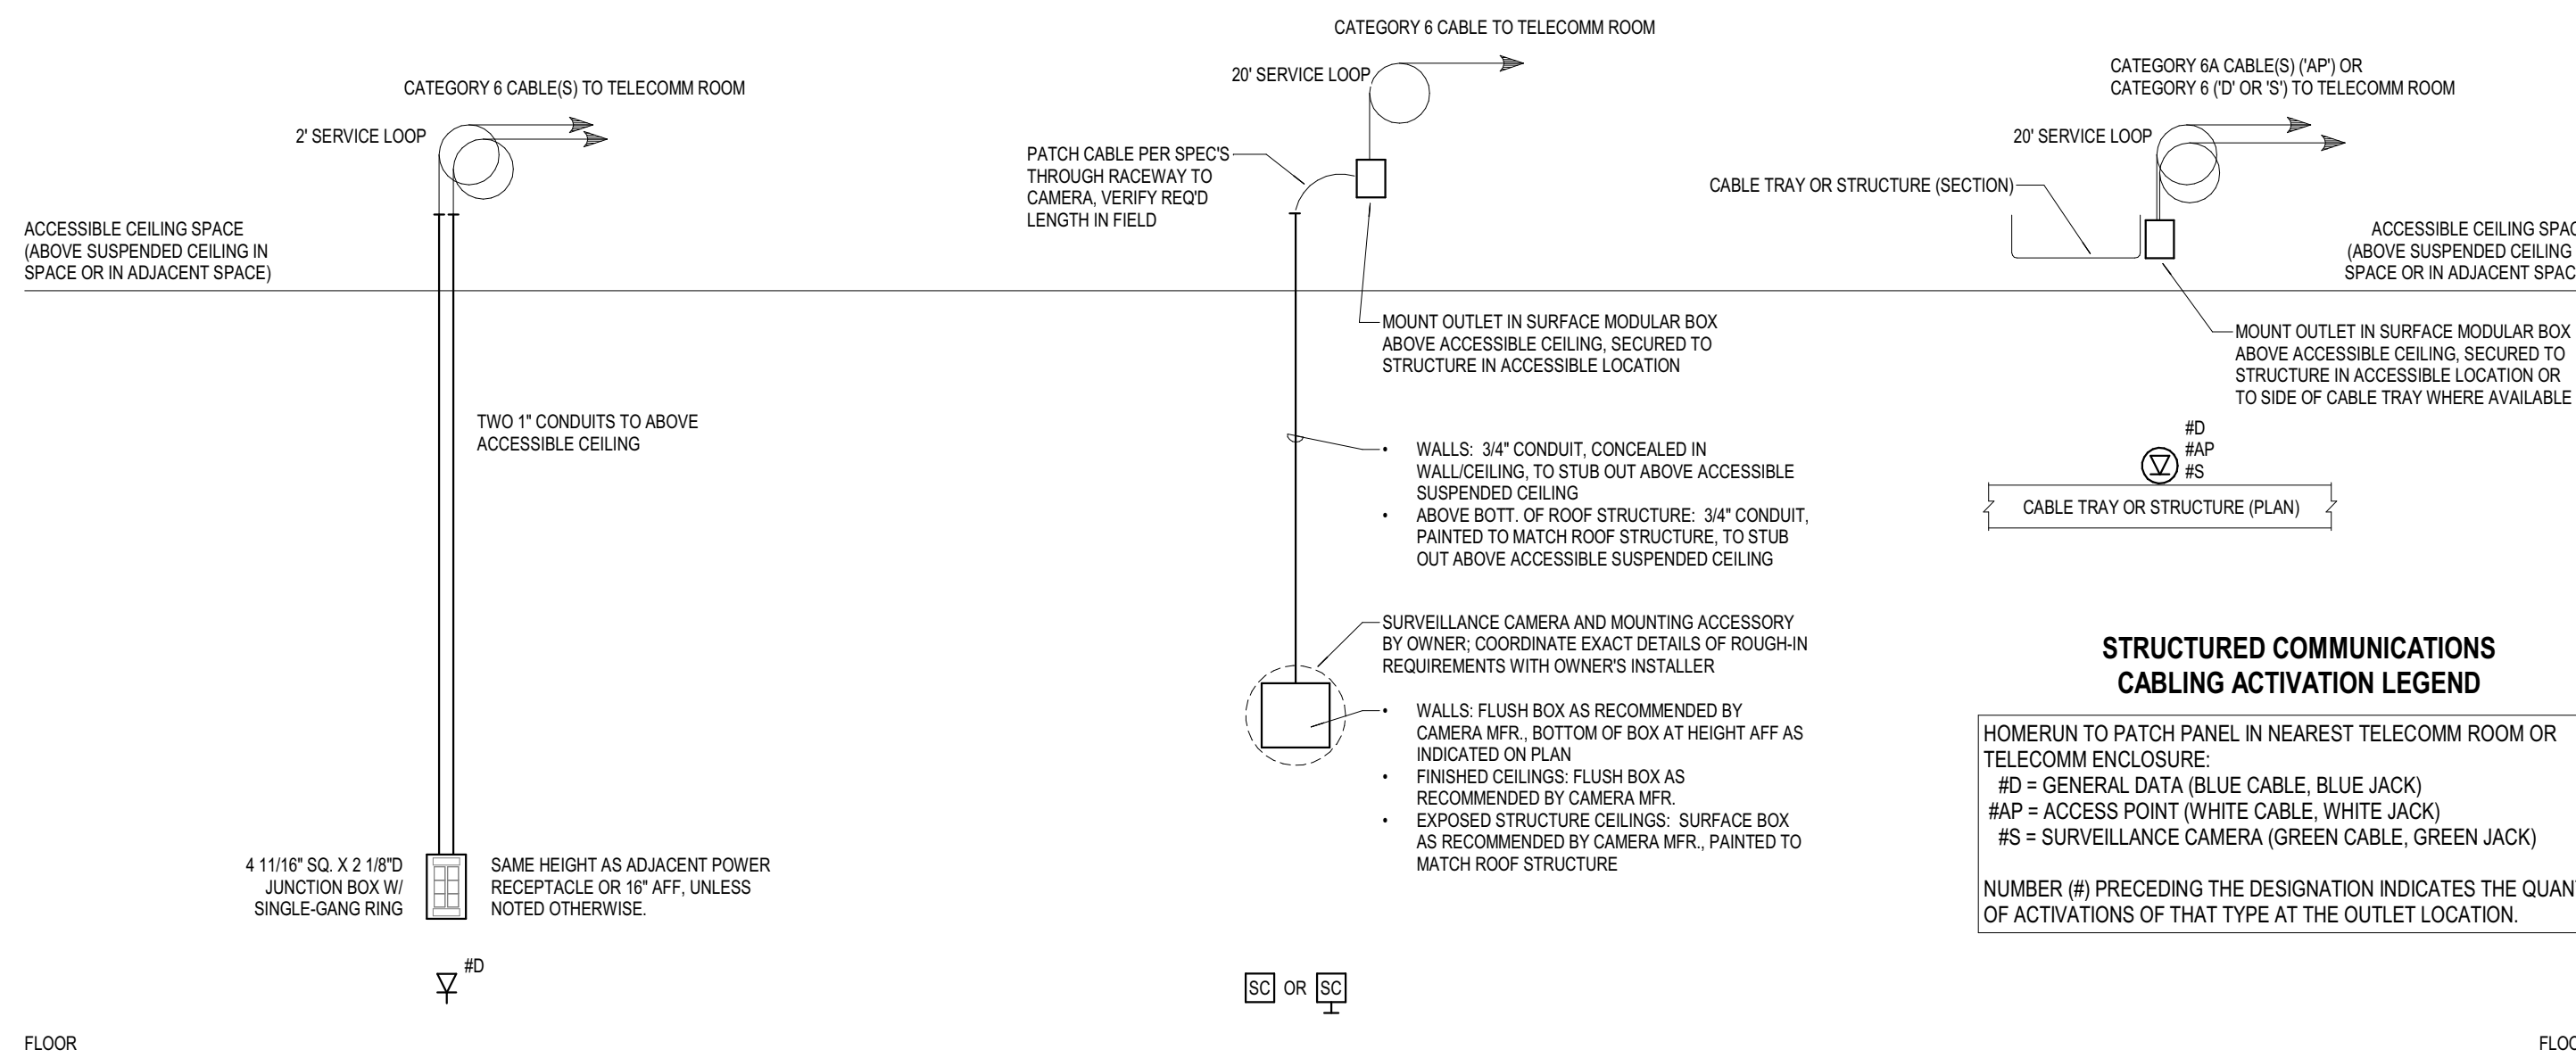 CATEGORY 6 CABLE(S) TO TELECOMM ROOM
2' SERVICE LOOP
ACCESSIBLE CEILING SPACE
(ABOVE SUSPENDED CEILING IN
SPACE OR IN ADJACENT SPACE)
TWO 1" CONDUITS TO ABOVE
ACCESSIBLE CEILING
4 11/16" SQ. X 2 1/8"D
JUNCTION BOX W/
SINGLE-GANG RING
SAME HEIGHT AS ADJACENT POWER
RECEPTACLE OR 16" AFF, UNLESS
NOTED OTHERWISE.
#D
FLOOR
CATEGORY 6 CABLE TO TELECOMM ROOM
20' SERVICE LOOP
PATCH CABLE PER SPEC'S
THROUGH RACEWAY TO
CAMERA, VERIFY REQ'D
LENGTH IN FIELD
MOUNT OUTLET IN SURFACE MODULAR BOX
ABOVE ACCESSIBLE CEILING, SECURED TO
STRUCTURE IN ACCESSIBLE LOCATION
• WALLS: 3/4" CONDUIT, CONCEALED IN
WALL/CEILING, TO STUB OUT ABOVE ACCESSIBLE
SUSPENDED CEILING
• ABOVE BOTT. OF ROOF STRUCTURE: 3/4" CONDUIT,
PAINTED TO MATCH ROOF STRUCTURE, TO STUB
OUT ABOVE ACCESSIBLE SUSPENDED CEILING
SURVEILLANCE CAMERA AND MOUNTING ACCESSORY
BY OWNER; COORDINATE EXACT DETAILS OF ROUGH-IN
REQUIREMENTS WITH OWNER'S INSTALLER
• WALLS: FLUSH BOX AS RECOMMENDED BY
CAMERA MFR., BOTTOM OF BOX AT HEIGHT AFF AS
INDICATED ON PLAN
• FINISHED CEILINGS: FLUSH BOX AS
RECOMMENDED BY CAMERA MFR.
• EXPOSED STRUCTURE CEILINGS: SURFACE BOX
AS RECOMMENDED BY CAMERA MFR., PAINTED TO
MATCH ROOF STRUCTURE
SC OR SC
CATEGORY 6A CABLE(S) ('AP') OR
CATEGORY 6 ('D' OR 'S') TO TELECOMM ROOM
20' SERVICE LOOP
CABLE TRAY OR STRUCTURE (SECTION)
ACCESSIBLE CEILING
(ABOVE SUSPENDED CEILING
SPACE OR IN ADJACENT
MOUNT OUTLET IN SURFACE MODULAR BOX
ABOVE ACCESSIBLE CEILING, SECURED TO
STRUCTURE IN ACCESSIBLE LOCATION OR
TO SIDE OF CABLE TRAY WHERE AVAILABLE
#D
#AP
#S
CABLE TRAY OR STRUCTURE (PLAN)
STRUCTURED COMMUNICATIONS
CABLING ACTIVATION LEGEND
HOMERUN TO PATCH PANEL IN NEAREST TELECOMM ROOM OR
TELECOMM ENCLOSURE:
#D = GENERAL DATA (BLUE CABLE, BLUE JACK)
#AP = ACCESS POINT (WHITE CABLE, WHITE JACK)
#S = SURVEILLANCE CAMERA (GREEN CABLE, GREEN JACK)
NUMBER (#) PRECEDING THE DESIGNATION INDICATES THE
OF ACTIVATIONS OF THAT TYPE AT THE OUTLET LOCATION.